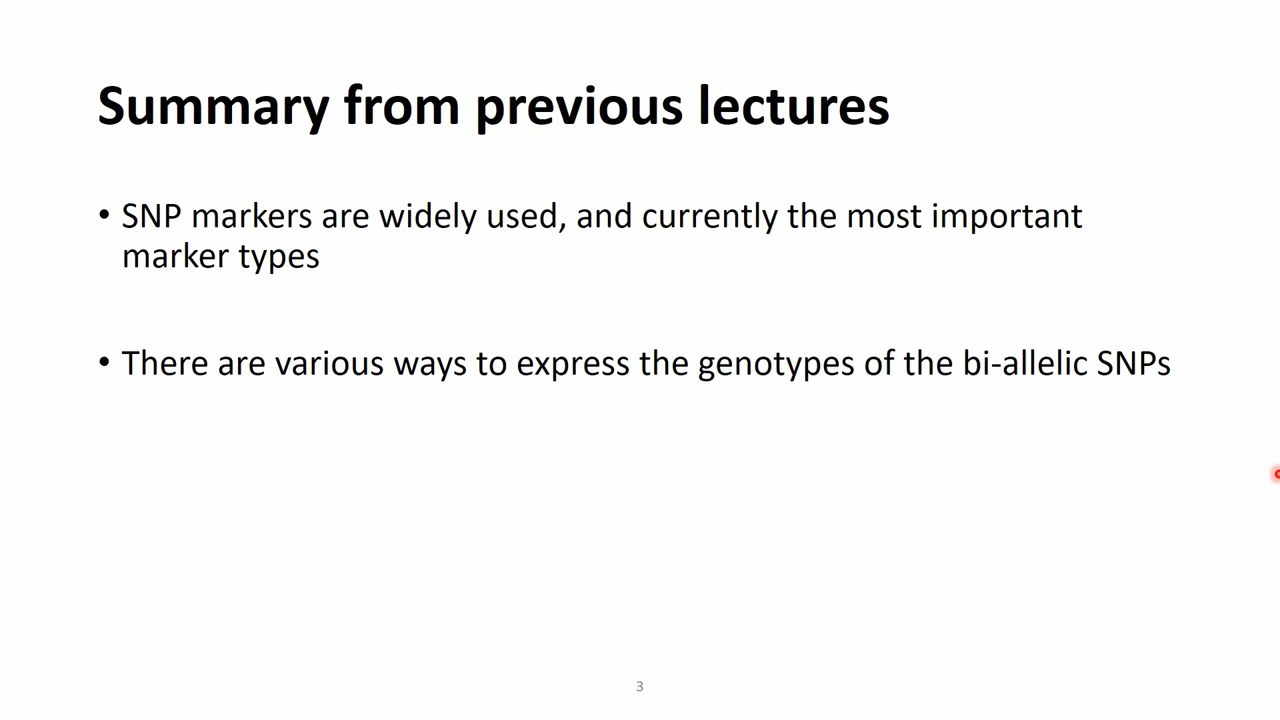 Summary from previous lectures
• SNP markers are widely used, and currently the most important
marker types
• There are various ways to express the genotypes of the bi-allelic SNPs
3